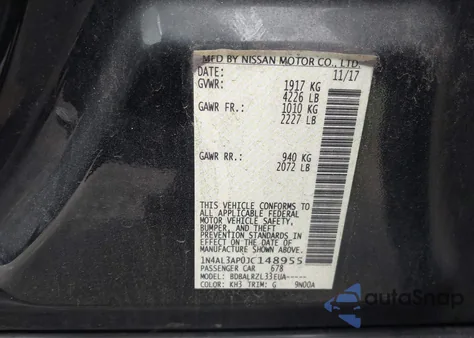 MFD BY NISSAN MOTOR CO., LTD.
DATE: 11/17
GVWR: 1917 KG
4226 LB
GAWR FR.: 1010 KG
2227 LB
GAWR RR.: 940 KG
2072 LB
THIS VEHICLE CONFORMS TO
ALL APPLICABLE FEDERAL
MOTOR VEHICLE SAFETY,
BUMPER, AND THEFT
PREVENTION STANDARDS IN
EFFECT ON THE DATE OF
MANUFACTURE SHOWN ABOVE.
1N4AL3AP0JC148955
PASSENGER CAR 678
MODEL: BDBALRZL33EUA-----
COLOR: KH3 TRIM: G 9N00A
autoSnap